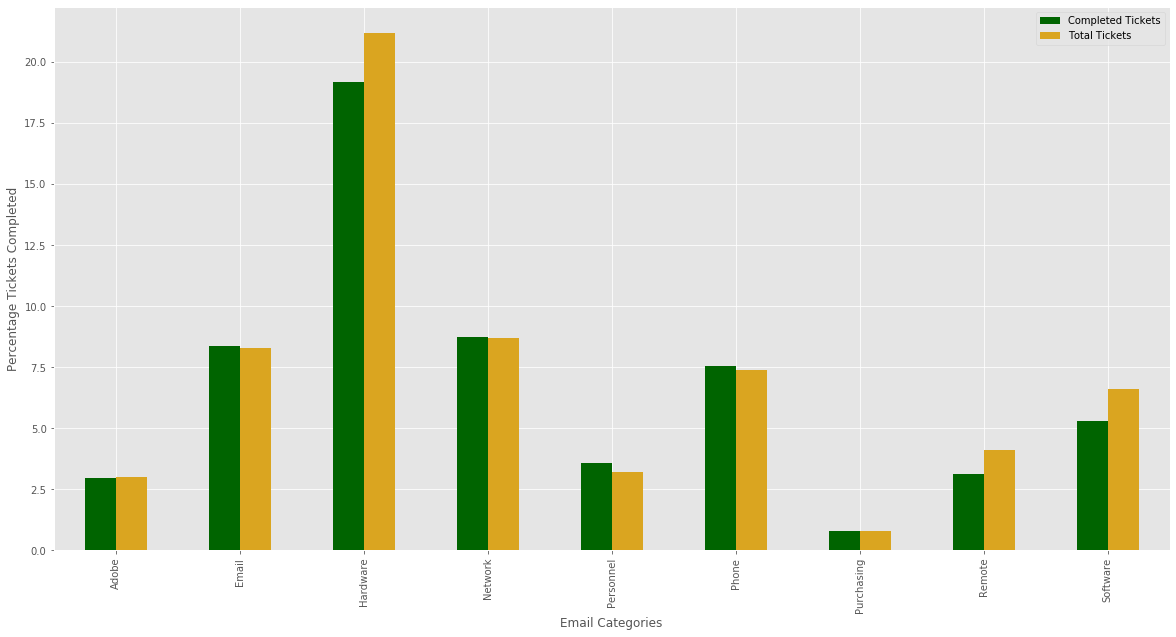 Completed Tickets
Total Tickets
Percentage Tickets Completed
20.0
17.5
15.0
12.5
10.0
7.5
5.0
2.5
0.0
Adobe
Email
Hardware
Network
Personnel
Phone
Purchasing
Remote
Software
Email Categories